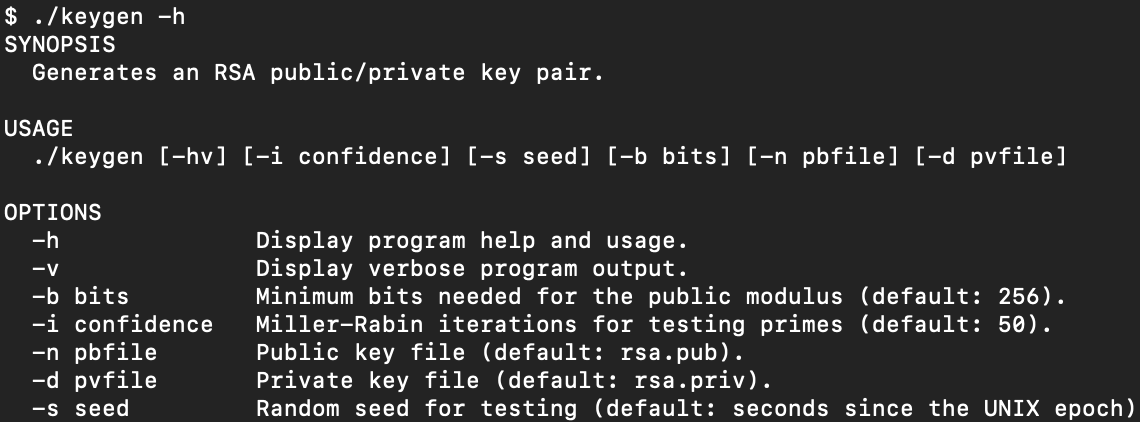 $ ./keygen -h
SYNOPSIS
  Generates an RSA public/private key pair.

USAGE
  ./keygen [-hv] [-i confidence] [-s seed] [-b bits] [-n pbfile] [-d pvfile]

OPTIONS
  -h              Display program help and usage.
  -v              Display verbose program output.
  -b bits         Minimum bits needed for the public modulus (default: 256).
  -i confidence   Miller-Rabin iterations for testing primes (default: 50).
  -n pbfile       Public key file (default: rsa.pub).
  -d pvfile       Private key file (default: rsa.priv).
  -s seed         Random seed for testing (default: seconds since the UNIX epoch)